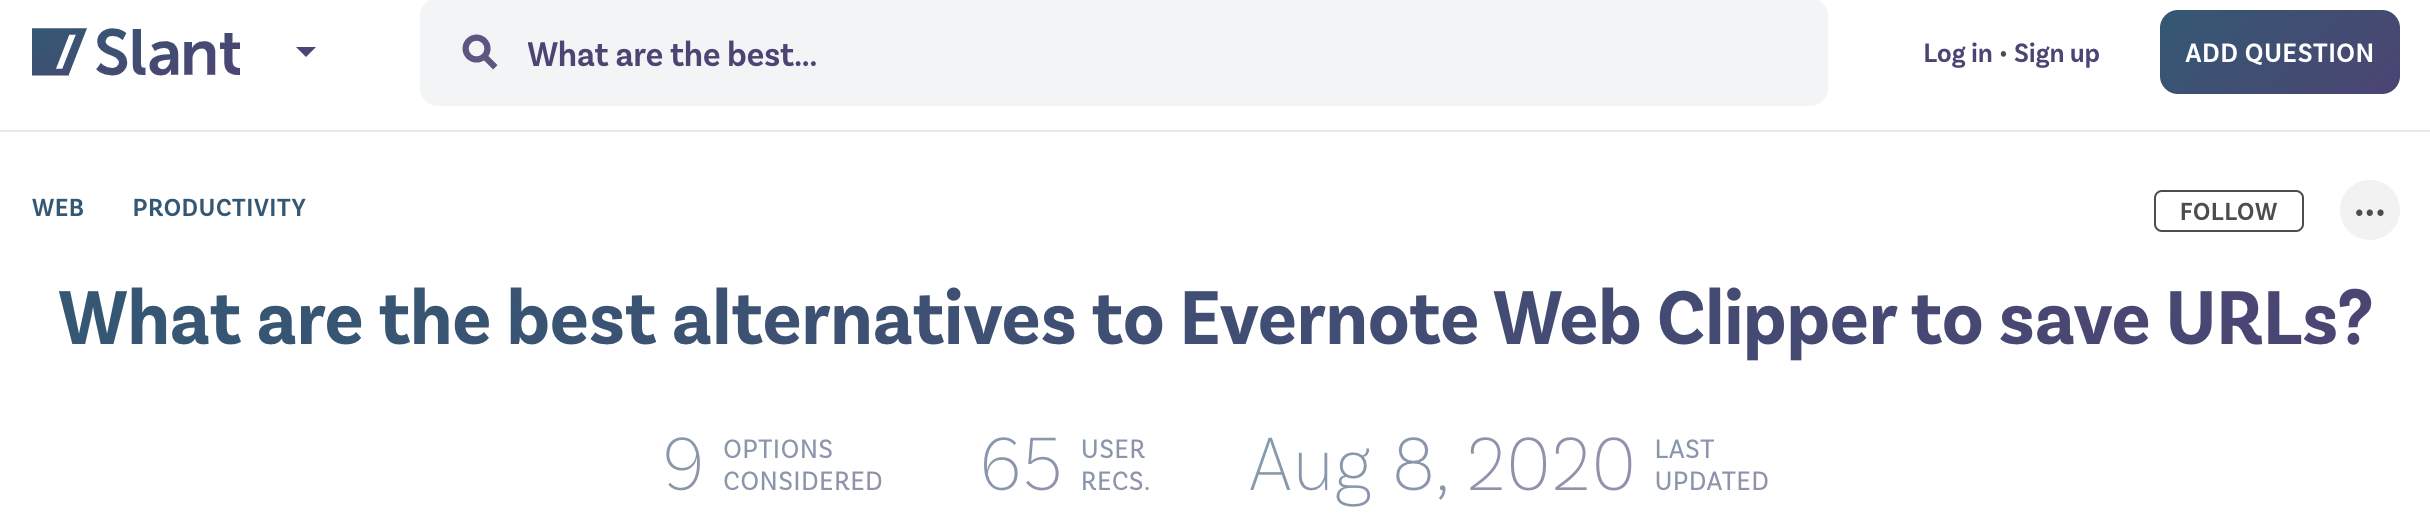 Slant
What are the best...
Log in • Sign up
ADD QUESTION
WEB PRODUCTIVITY
FOLLOW
What are the best alternatives to Evernote Web Clipper to save URLs?
9 OPTIONS CONSIDERED
65 USER RECS.
Aug 8, 2020 LAST UPDATED